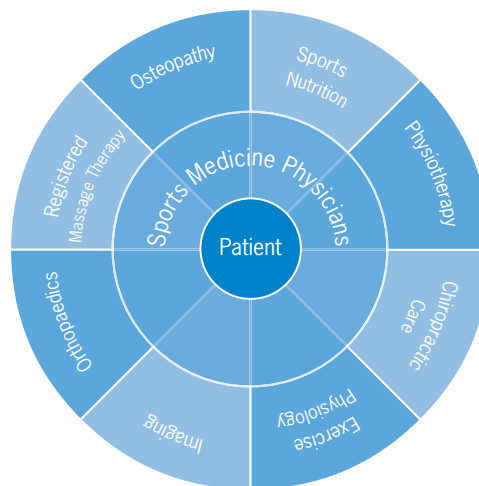 Osteopathy
Sports
Nutrition
Physiotherapy
Chiropractic
Care
Exercise
Physiology
Imaging
Orthopaedics
Registered
Massage Therapy
Sports Medicine Physicians
Patient